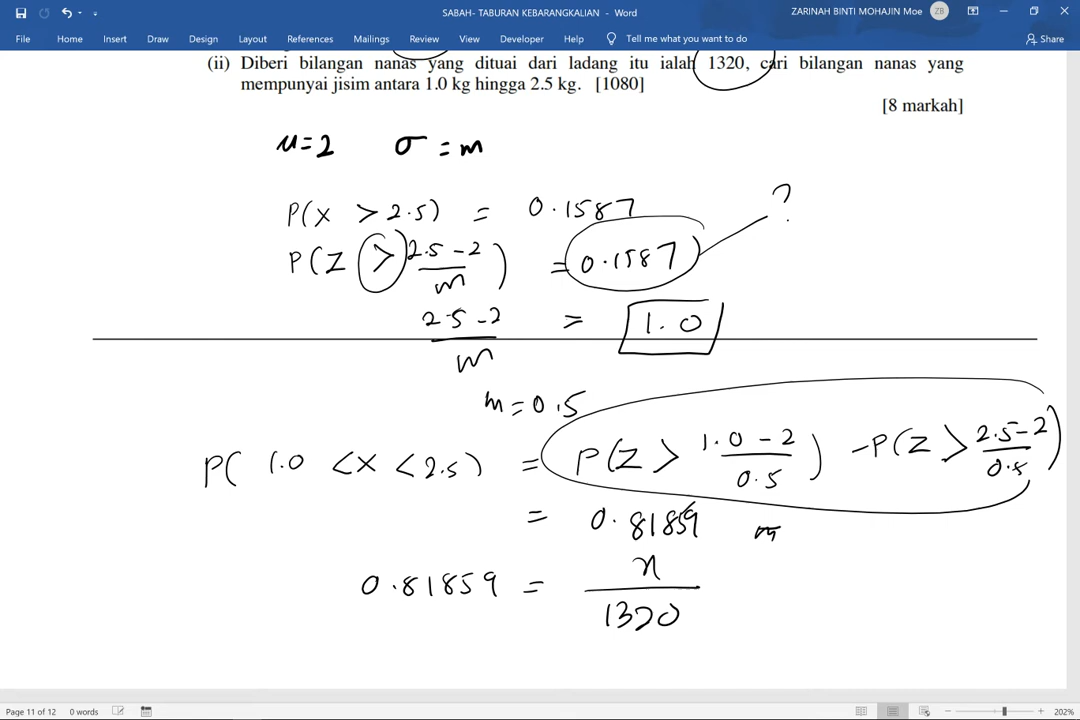 SABAH- TABURAN KEBARANGKALIAN - Word
ZARINAH BINTI MOHAJIN Moe
ZB
File Home Insert Draw Design Layout References Mailings Review View Developer Help Tell me what you want to do Share
(ii) Diberi bilangan nanas yang dituai dari ladang itu ialah 1320, cari bilangan nanas yang
mempunyai jisim antara 1.0 kg hingga 2.5 kg. [1080]
[8 markah]
μ=2 σ = m
P(X > 2.5) = 0.1587
?
P(Z > (2.5-2)/m) = 0.1587
(2.5-2)/m = 1.0
m = 0.5
P( 1.0 < X < 2.5) = P(Z > (1.0-2)/0.5) - P(Z > (2.5-2)/0.5)
= 0.81859 m
0.81859 = n/1320
Page 11 of 12 0 words 202%